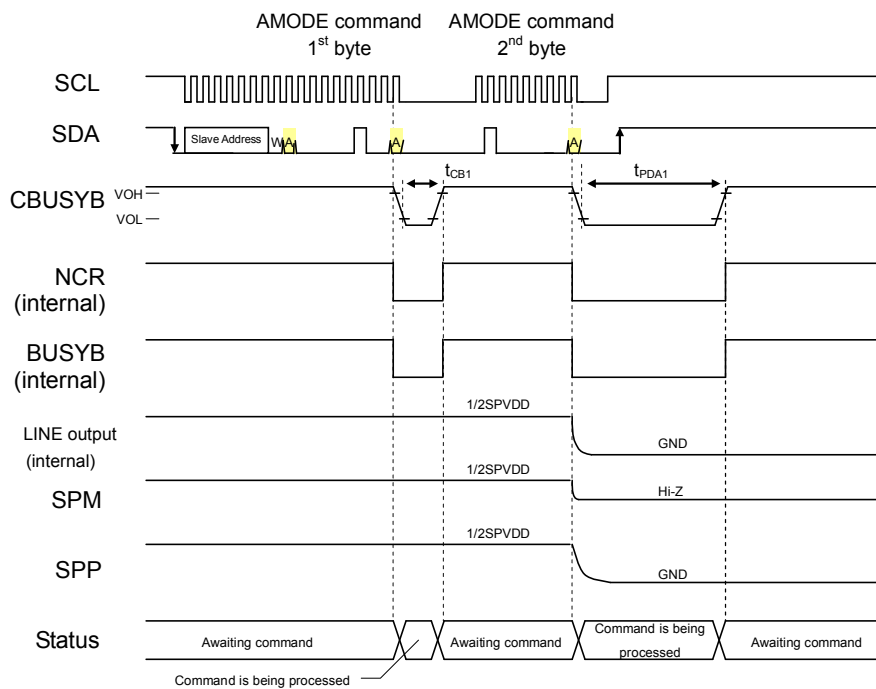 AMODE command
1st byte
AMODE command
2nd byte
SCL
SDA
Slave Address
W
A
A
A
tCB1
tPDA1
CBUSYB
VOH
VOL
NCR
(internal)
BUSYB
(internal)
1/2SPVDD
LINE output
(internal)
GND
1/2SPVDD
SPM
Hi-Z
1/2SPVDD
SPP
GND
Status
Awaiting command
Awaiting command
Command is being
processed
Awaiting command
Command is being processed